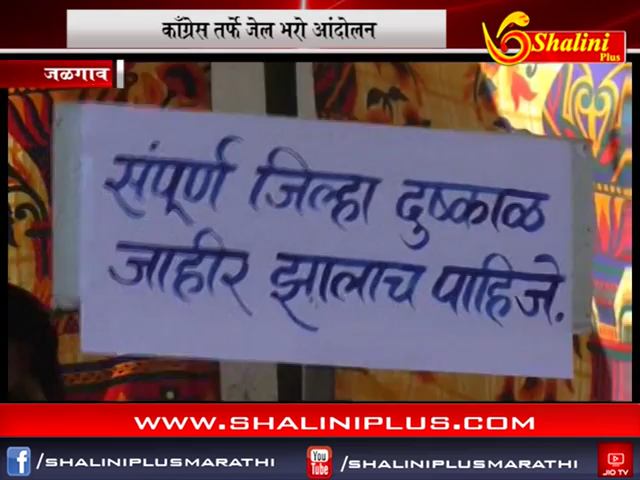 काँग्रेस तर्फे जेल भरो आंदोलन
Shalini
Plus
जळगाव
संपूर्ण जिल्हा दुष्काळ
जाहीर झालाच पाहिजे.
WWW.SHALINIPLUS.COM
f /SHALINIPLUSMARATHI
You Tube /SHALINIPLUSMARATHI
JIO TV